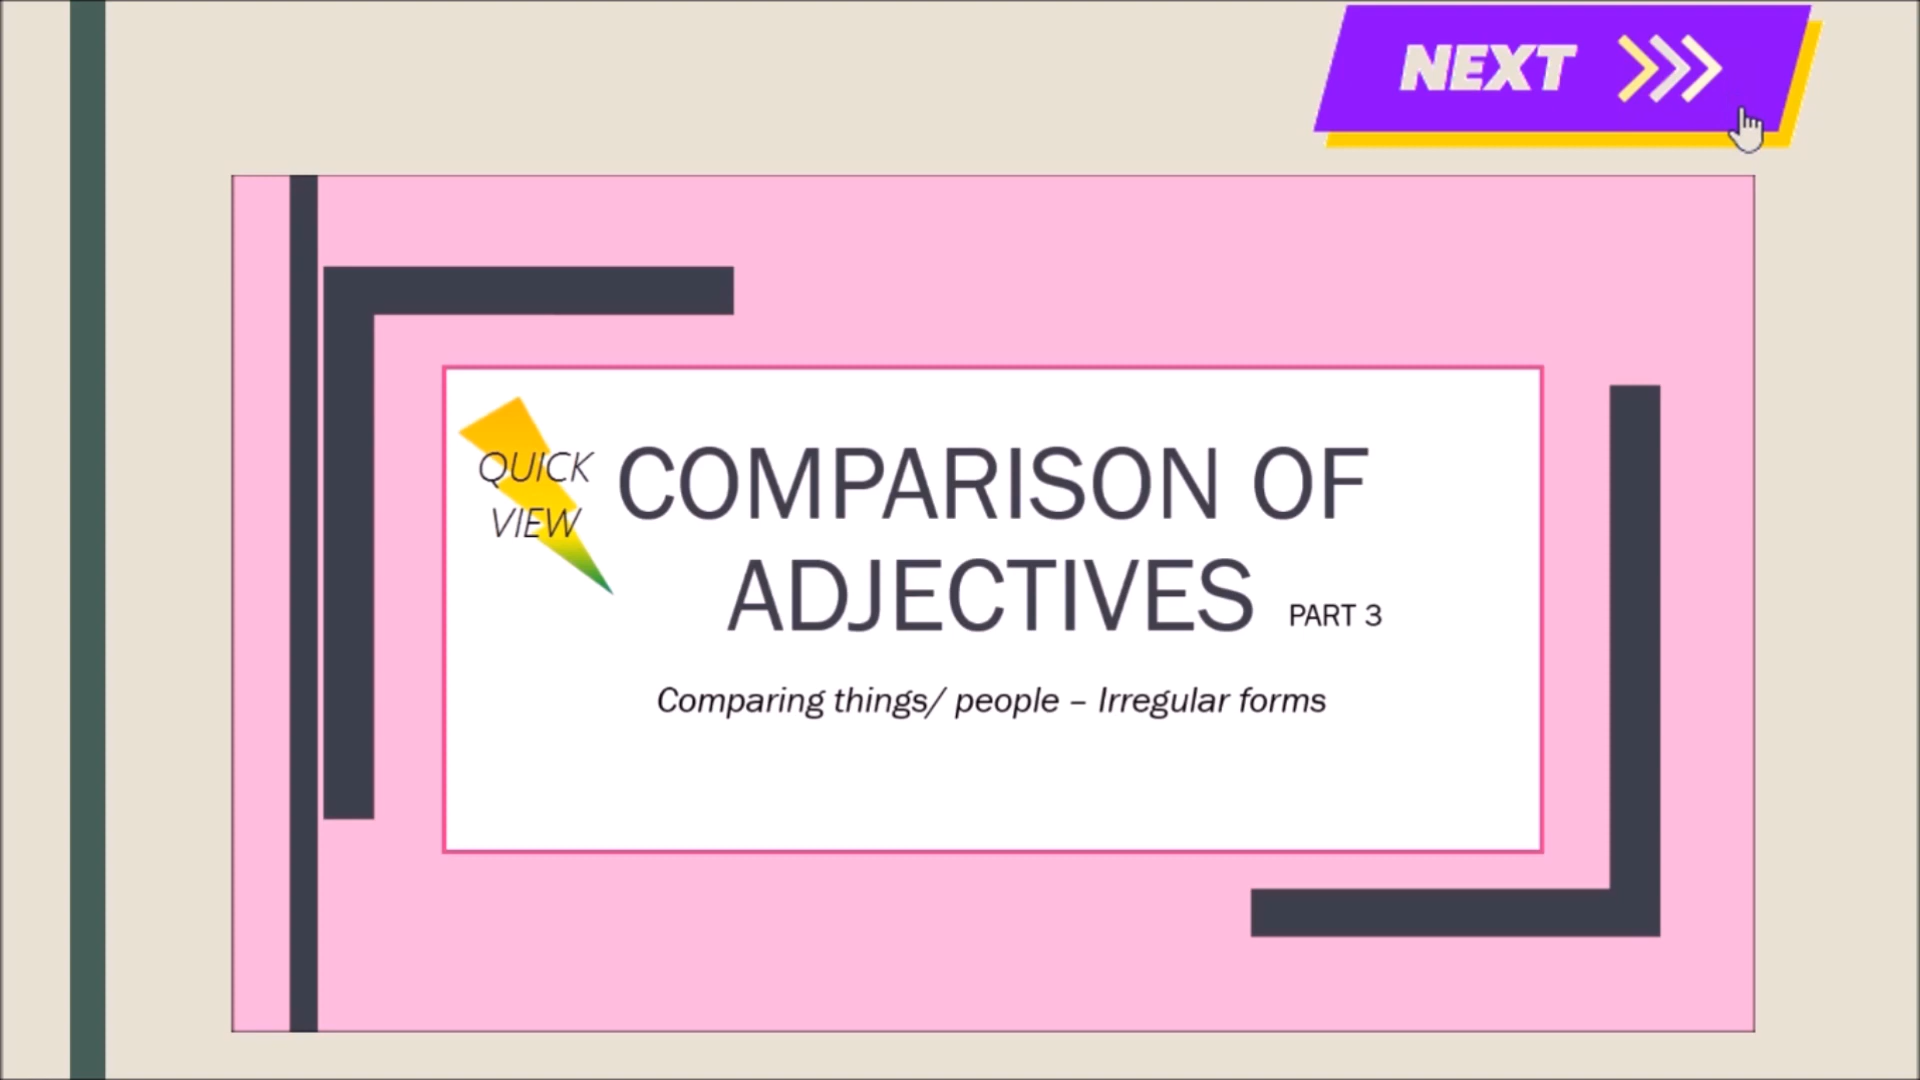 NEXT
QUICK
VIEW
COMPARISON OF
ADJECTIVES PART 3
Comparing things/ people – Irregular forms